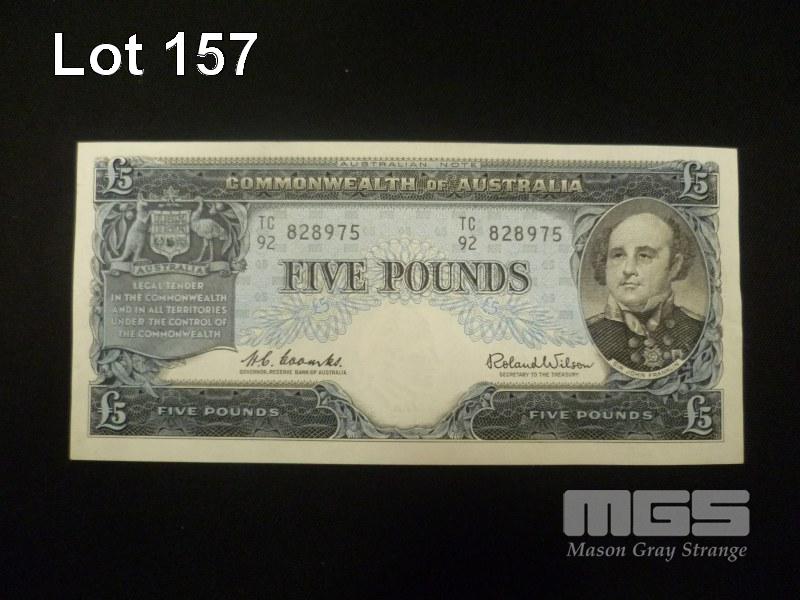 Lot 157
AUSTRALIAN NOTE
£5 COMMONWEALTH OF AUSTRALIA £5
TC 92 828975 TC 92 828975
AUSTRALIA
FIVE POUNDS
LEGAL TENDER
IN THE COMMONWEALTH
AND IN ALL TERRITORIES
UNDER THE CONTROL OF
THE COMMONWEALTH
H.C. Coombs.
GOVERNOR, RESERVE BANK OF AUSTRALIA
Roland Wilson
SECRETARY TO THE TREASURY
SIR JOHN FRANKLIN
£5 FIVE POUNDS FIVE POUNDS £5
MGS
Mason Gray Strange